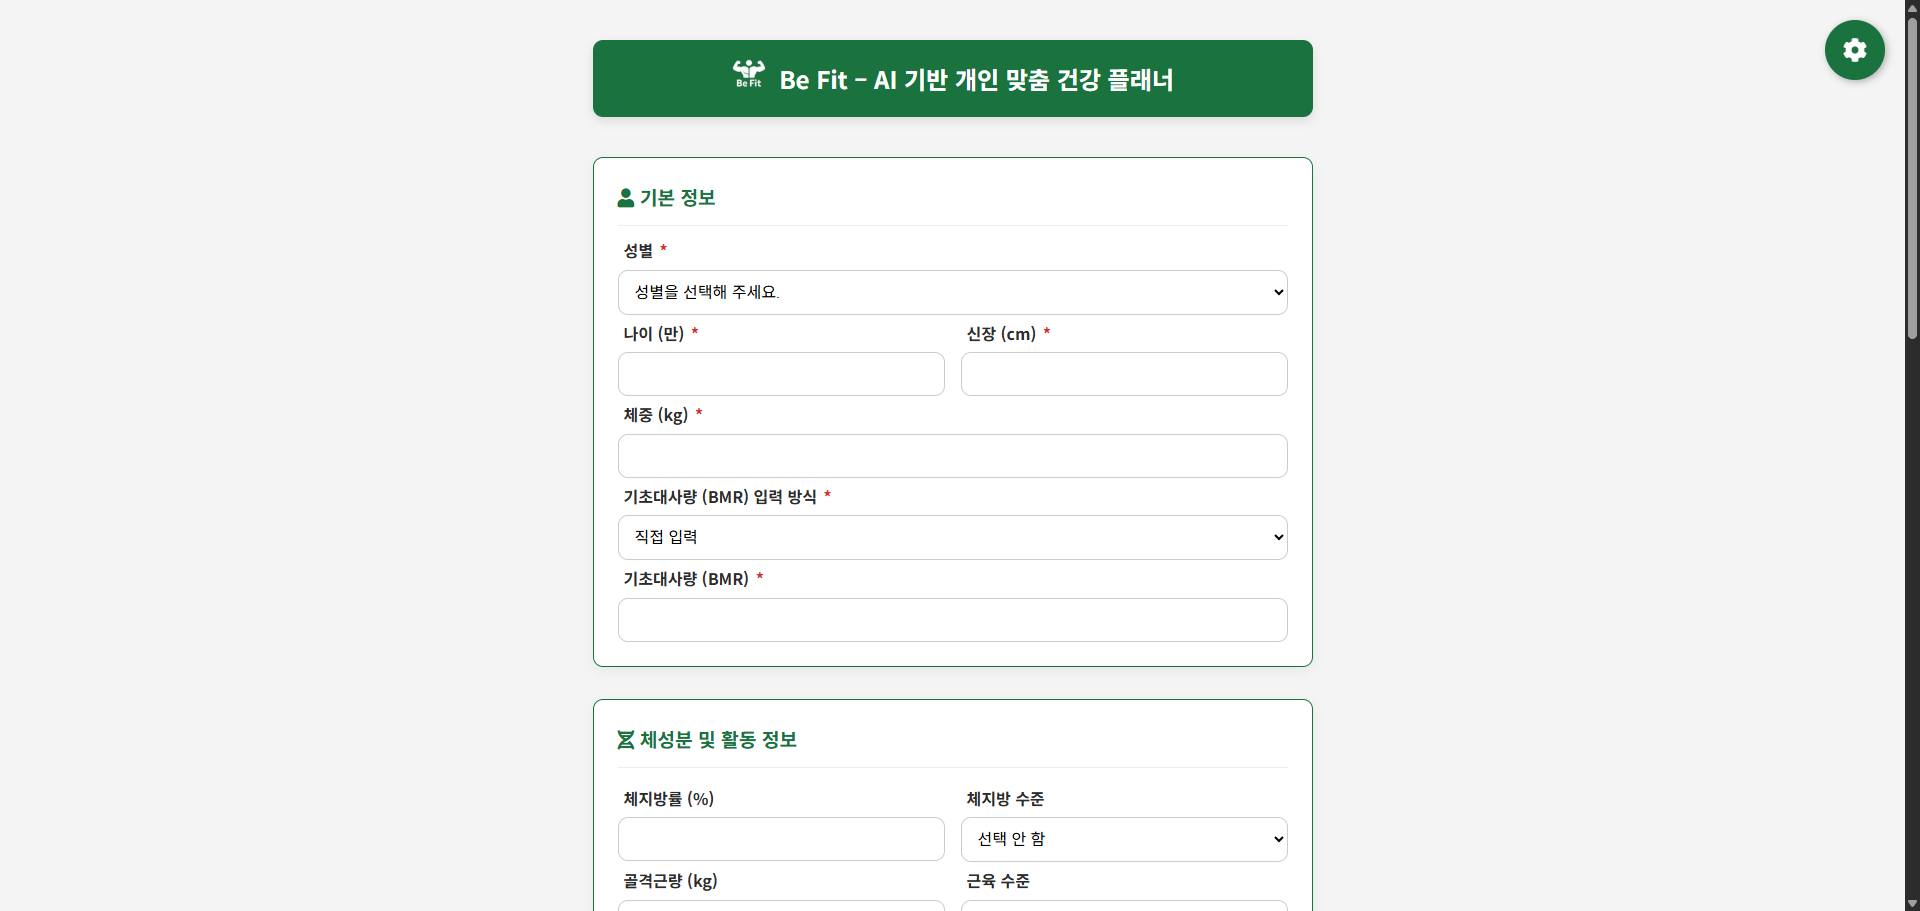 Be Fit
Be Fit – AI 기반 개인 맞춤 건강 플래너
기본 정보
성별 *
성별을 선택해 주세요.
나이 (만) *
신장 (cm) *
체중 (kg) *
기초대사량 (BMR) 입력 방식 *
직접 입력
기초대사량 (BMR) *
체성분 및 활동 정보
체지방률 (%)
체지방 수준
선택 안 함
골격근량 (kg)
근육 수준